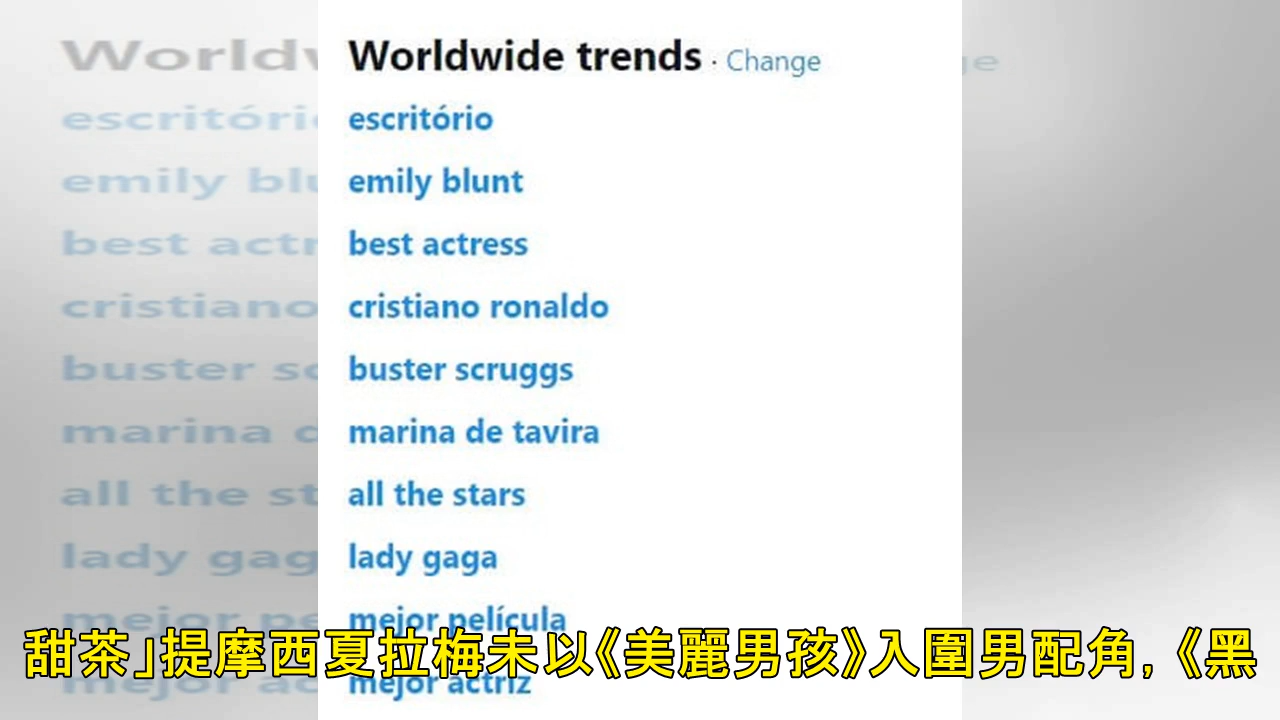 Worldwide trends · Change
escritório
emily blunt
best actress
cristiano ronaldo
buster scruggs
marina de tavira
all the stars
lady gaga
mejor película
甜茶」提摩西夏拉梅未以《美麗男孩》入圍男配角,《黑
mejor actriz